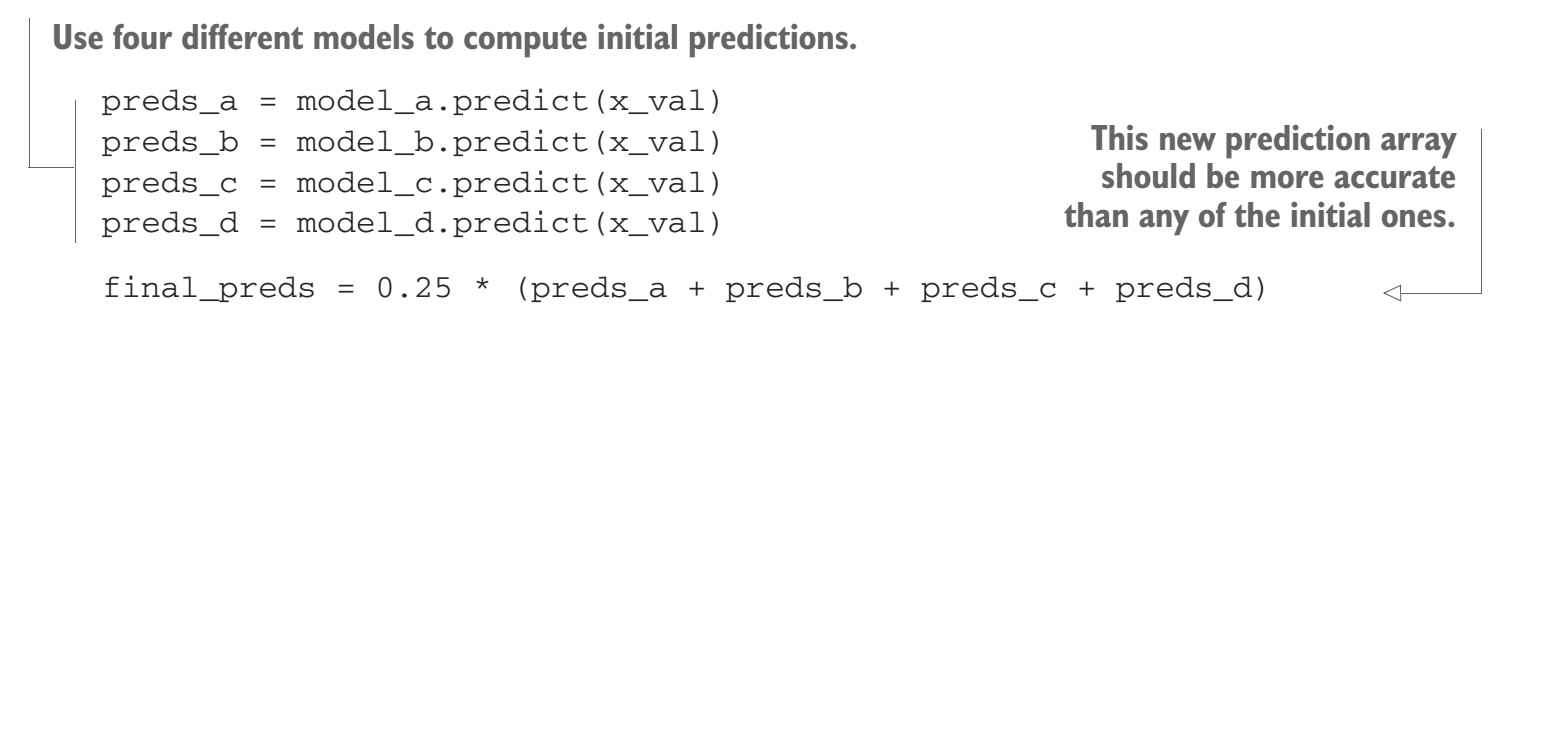 Use four different models to compute initial predictions.
preds_a = model_a.predict(x_val)
preds_b = model_b.predict(x_val)
preds_c = model_c.predict(x_val)
preds_d = model_d.predict(x_val)
This new prediction array
should be more accurate
than any of the initial ones.
final_preds = 0.25 * (preds_a + preds_b + preds_c + preds_d)